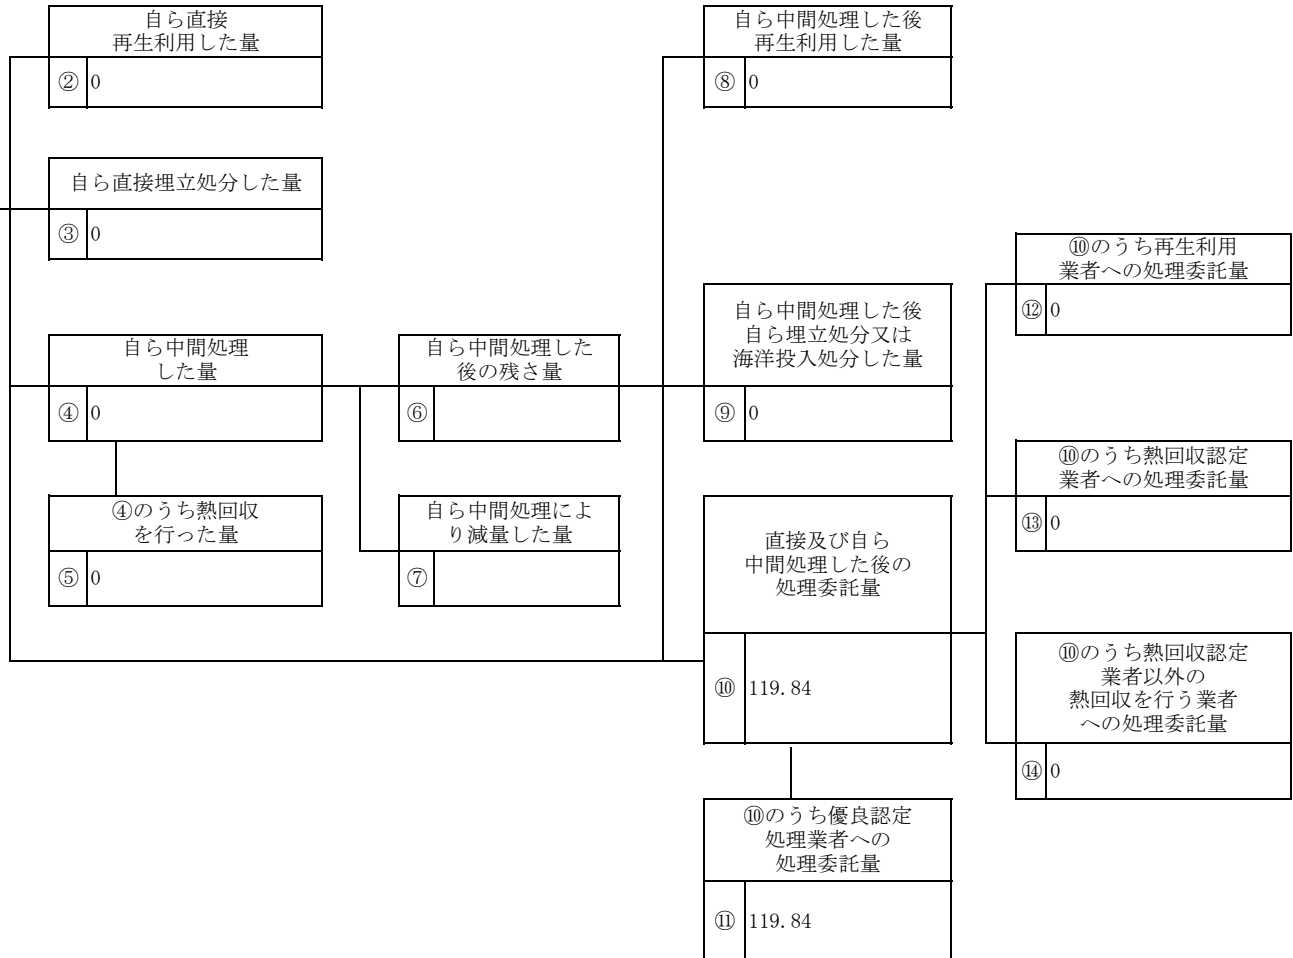 自ら直接
再生利用した量
② 0
自ら直接埋立処分した量
③ 0
自ら中間処理
した量
④ 0
④のうち熱回収
を行った量
⑤ 0
自ら中間処理した
後の残さ量
⑥
自ら中間処理によ
り減量した量
⑦
自ら中間処理した後
再生利用した量
⑧ 0
自ら中間処理した後
自ら埋立処分又は
海洋投入処分した量
⑨ 0
直接及び自ら
中間処理した後の
処理委託量
⑩ 119.84
⑩のうち優良認定
処理業者への
処理委託量
⑪ 119.84
⑩のうち再生利用
業者への処理委託量
⑫ 0
⑩のうち熱回収認定
業者への処理委託量
⑬ 0
⑩のうち熱回収認定
業者以外の
熱回収を行う業者
への処理委託量
⑭ 0